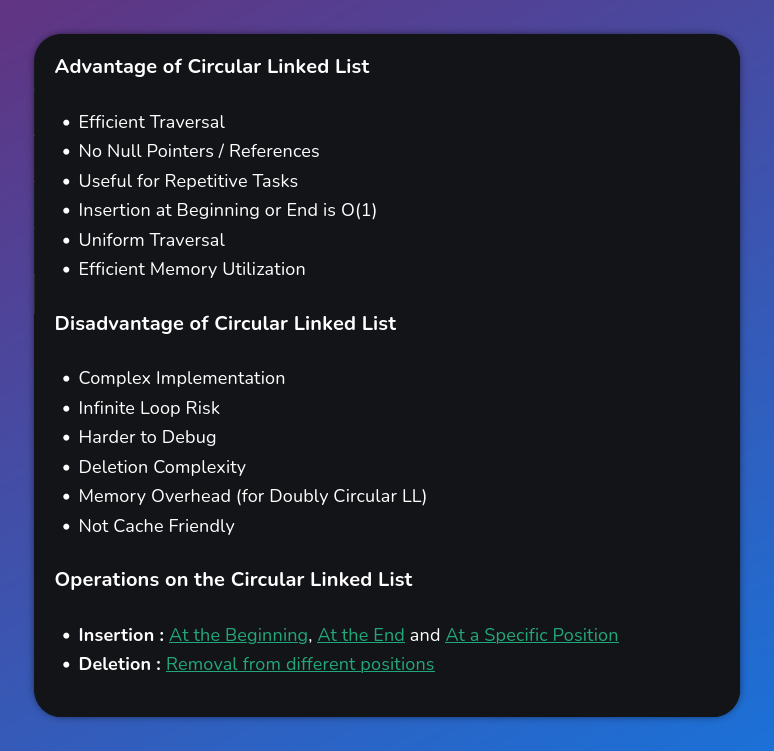 Advantage of Circular Linked List
• Efficient Traversal
• No Null Pointers / References
• Useful for Repetitive Tasks
• Insertion at Beginning or End is O(1)
• Uniform Traversal
• Efficient Memory Utilization
Disadvantage of Circular Linked List
• Complex Implementation
• Infinite Loop Risk
• Harder to Debug
• Deletion Complexity
• Memory Overhead (for Doubly Circular LL)
• Not Cache Friendly
Operations on the Circular Linked List
• Insertion : At the Beginning, At the End and At a Specific Position
• Deletion : Removal from different positions